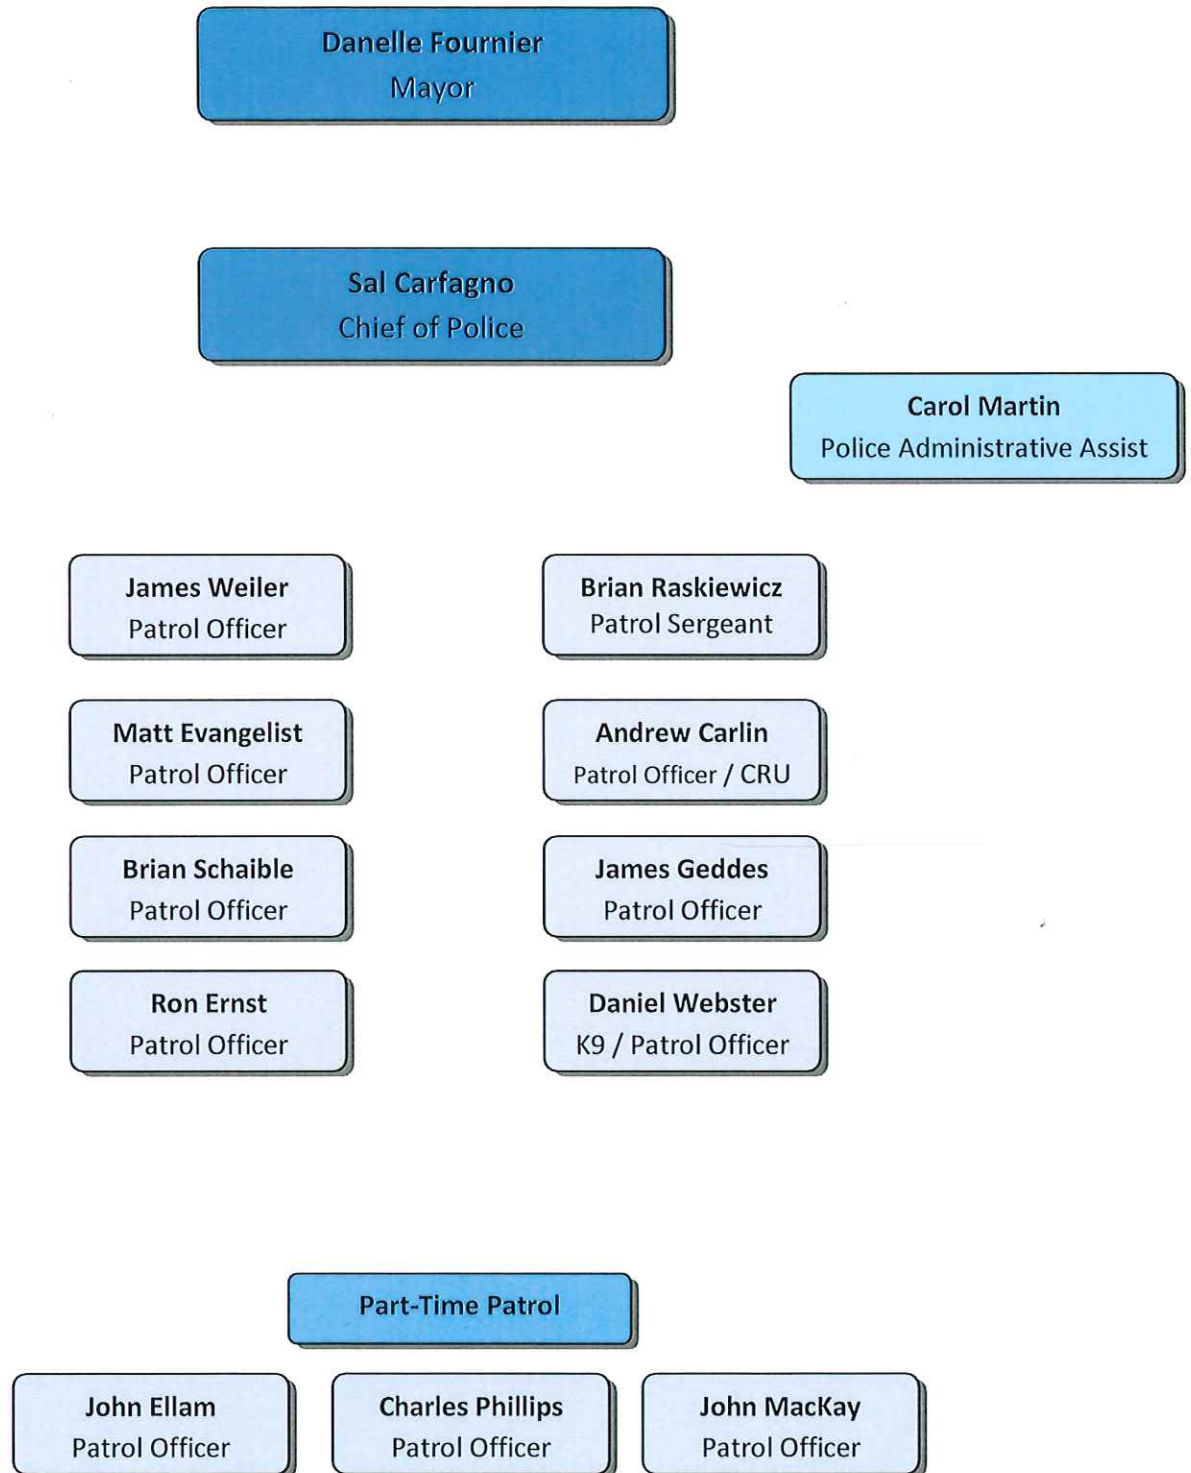 Danelle Fournier
Mayor
Sal Carfagno
Chief of Police
Carol Martin
Police Administrative Assist
James Weiler
Patrol Officer
Brian Raskiewicz
Patrol Sergeant
Matt Evangelist
Patrol Officer
Andrew Carlin
Patrol Officer / CRU
Brian Schaible
Patrol Officer
James Geddes
Patrol Officer
Ron Ernst
Patrol Officer
Daniel Webster
K9 / Patrol Officer
Part-Time Patrol
John Ellam
Patrol Officer
Charles Phillips
Patrol Officer
John MacKay
Patrol Officer